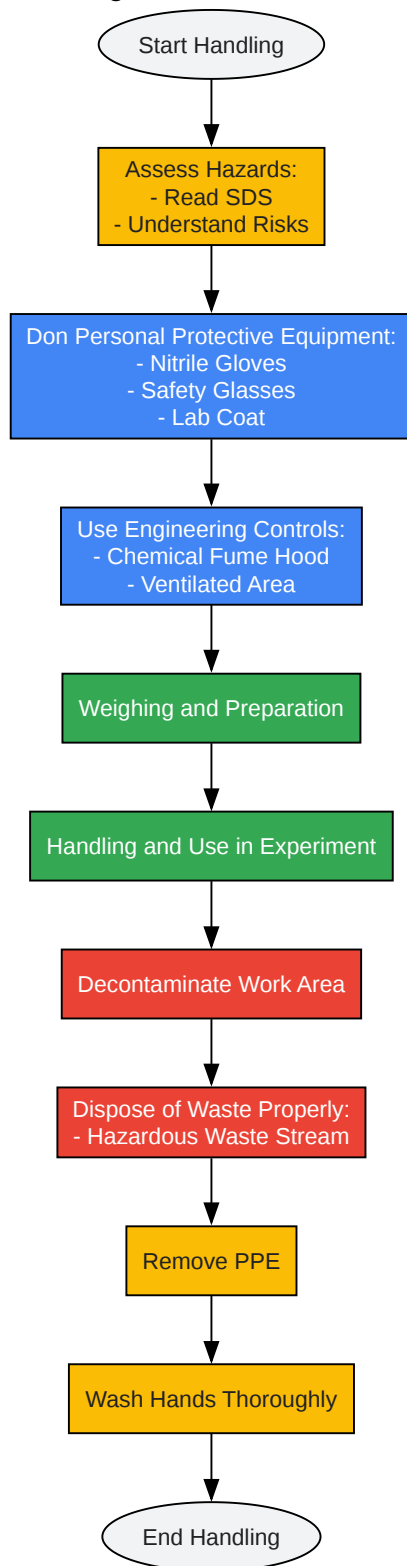 Start Handling
Assess Hazards:
- Read SDS
- Understand Risks
Don Personal Protective Equipment:
- Nitrile Gloves
- Safety Glasses
- Lab Coat
Use Engineering Controls:
- Chemical Fume Hood
- Ventilated Area
Weighing and Preparation
Handling and Use in Experiment
Decontaminate Work Area
Dispose of Waste Properly:
- Hazardous Waste Stream
Remove PPE
Wash Hands Thoroughly
End Handling